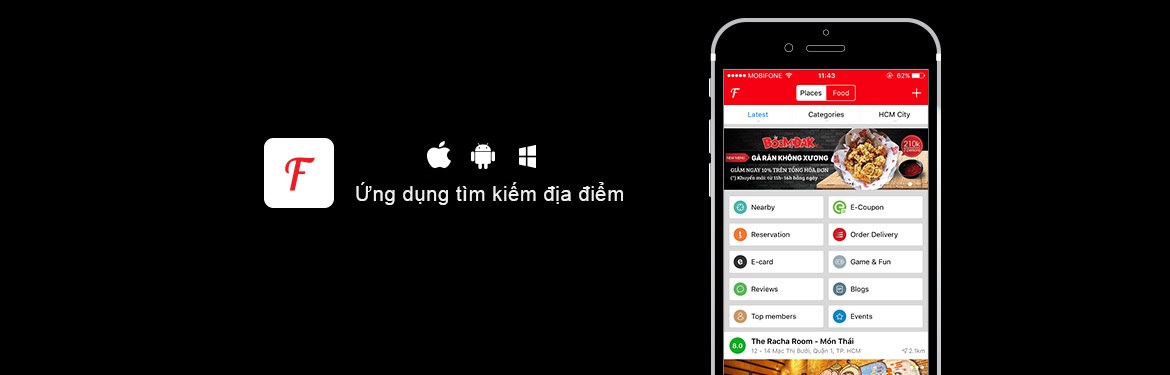 F
Ứng dụng tìm kiếm địa điểm
MOBIFONE 11:43 62%
F Places Food +
Latest Categories HCM City
BOOMDAK
NEW MENU GÀ RÁN KHÔNG XƯƠNG 210k
GIẢM NGAY 10% TRÊN TỔNG HÓA ĐƠN
(*) Khuyến mãi từ 11h- 16h hằng ngày
Nearby E-Coupon
Reservation Order Delivery
E-card Game & Fun
Reviews Blogs
Top members Events
8.0 The Racha Room - Món Thái
12 - 14 Mạc Thị Bưởi, Quận 1, TP. HCM 2.1km